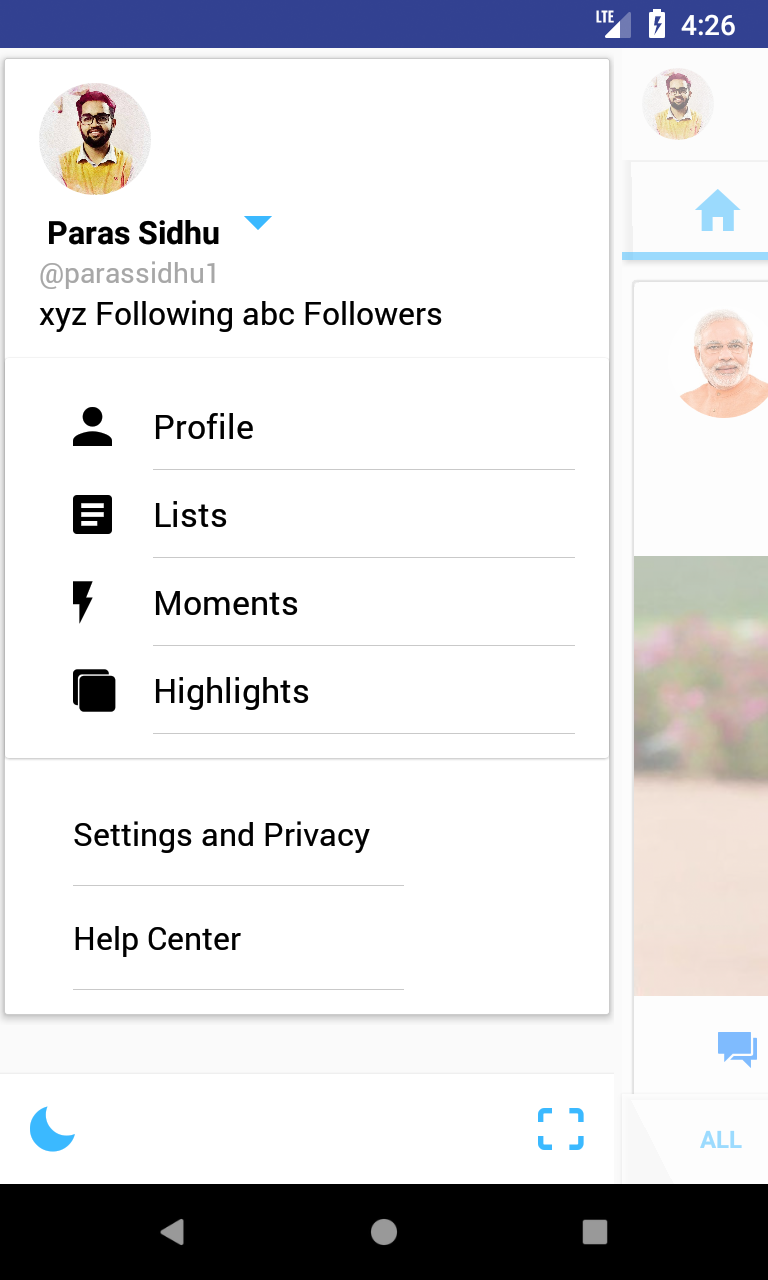 LTE 4:26
Paras Sidhu
@parassidhu1
xyz Following abc Followers
Profile
Lists
Moments
Highlights
Settings and Privacy
Help Center
ALL